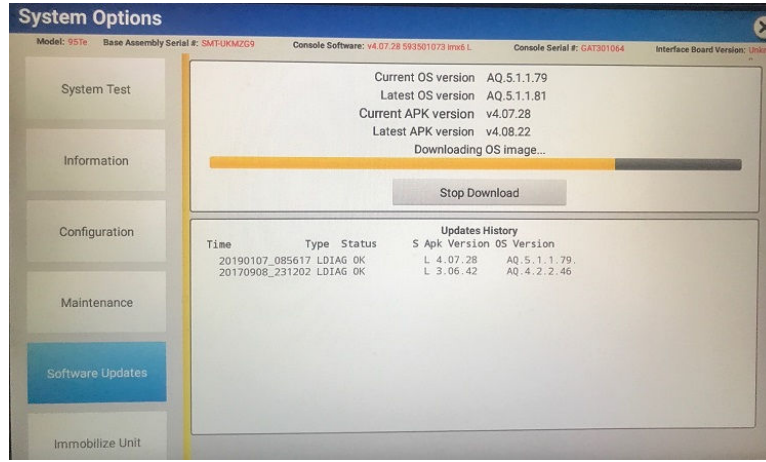 System Options
Model: 95Te Base Assembly Serial #: SMT-UKMZG9 Console Software: v4.07.28 593501073 imx6 L Console Serial #: GAT301064 Interface Board Version:
System Test
Information
Configuration
Maintenance
Software Updates
Immobilize Unit
Current OS version AQ.5.1.1.79
Latest OS version AQ.5.1.1.81
Current APK version v4.07.28
Latest APK version v4.08.22
Downloading OS image...
Stop Download
Updates History
Time Type Status S Apk Version OS Version
20190107_085617 LDIAG OK L 4.07.28 AQ.5.1.1.79.
20170908_231202 LDIAG OK L 3.06.42 AQ.4.2.2.46